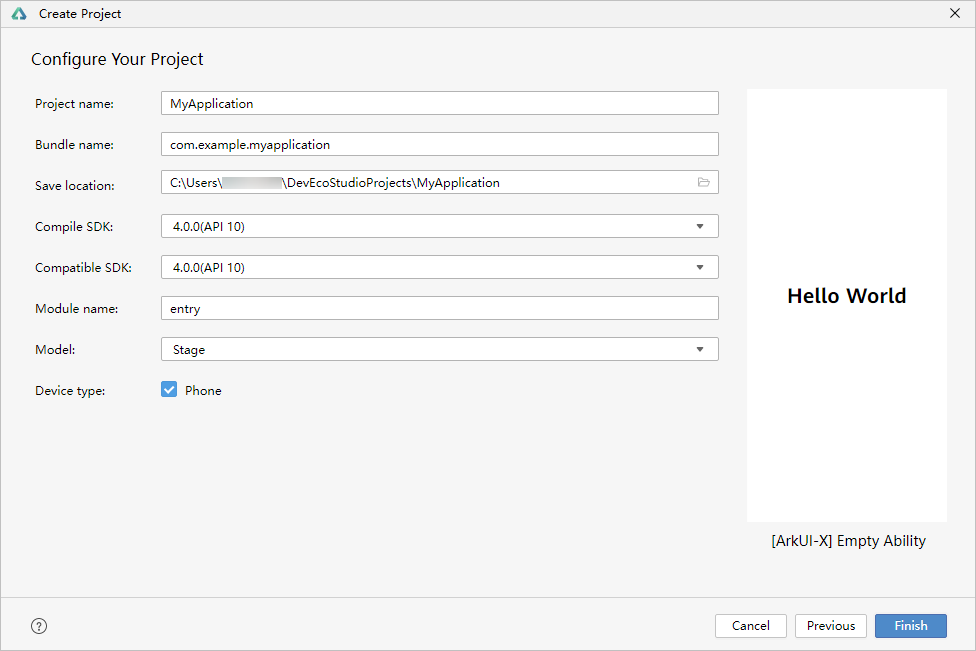 Create Project
Configure Your Project
Project name: MyApplication
Bundle name: com.example.myapplication
Save location: C:\Users\ \DevEcoStudioProjects\MyApplication
Compile SDK: 4.0.0(API 10)
Compatible SDK: 4.0.0(API 10)
Module name: entry
Model: Stage
Device type: Phone
Hello World
[ArkUI-X] Empty Ability
?
Cancel Previous Finish